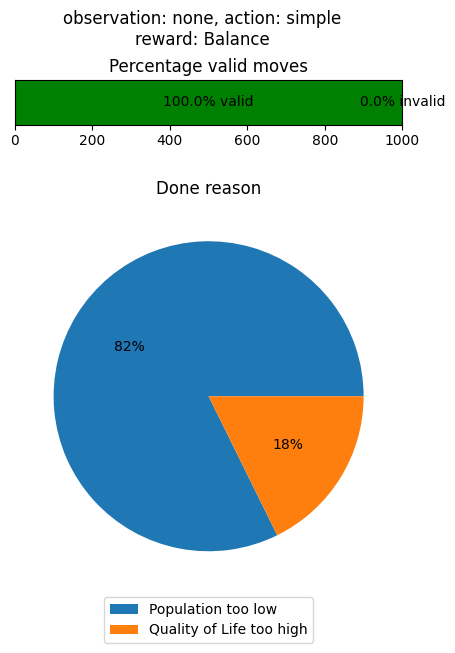 observation: none, action: simple
reward: Balance
Percentage valid moves
100.0% valid
0.0% invalid
0 200 400 600 800 1000
Done reason
82%
18%
Population too low
Quality of Life too high